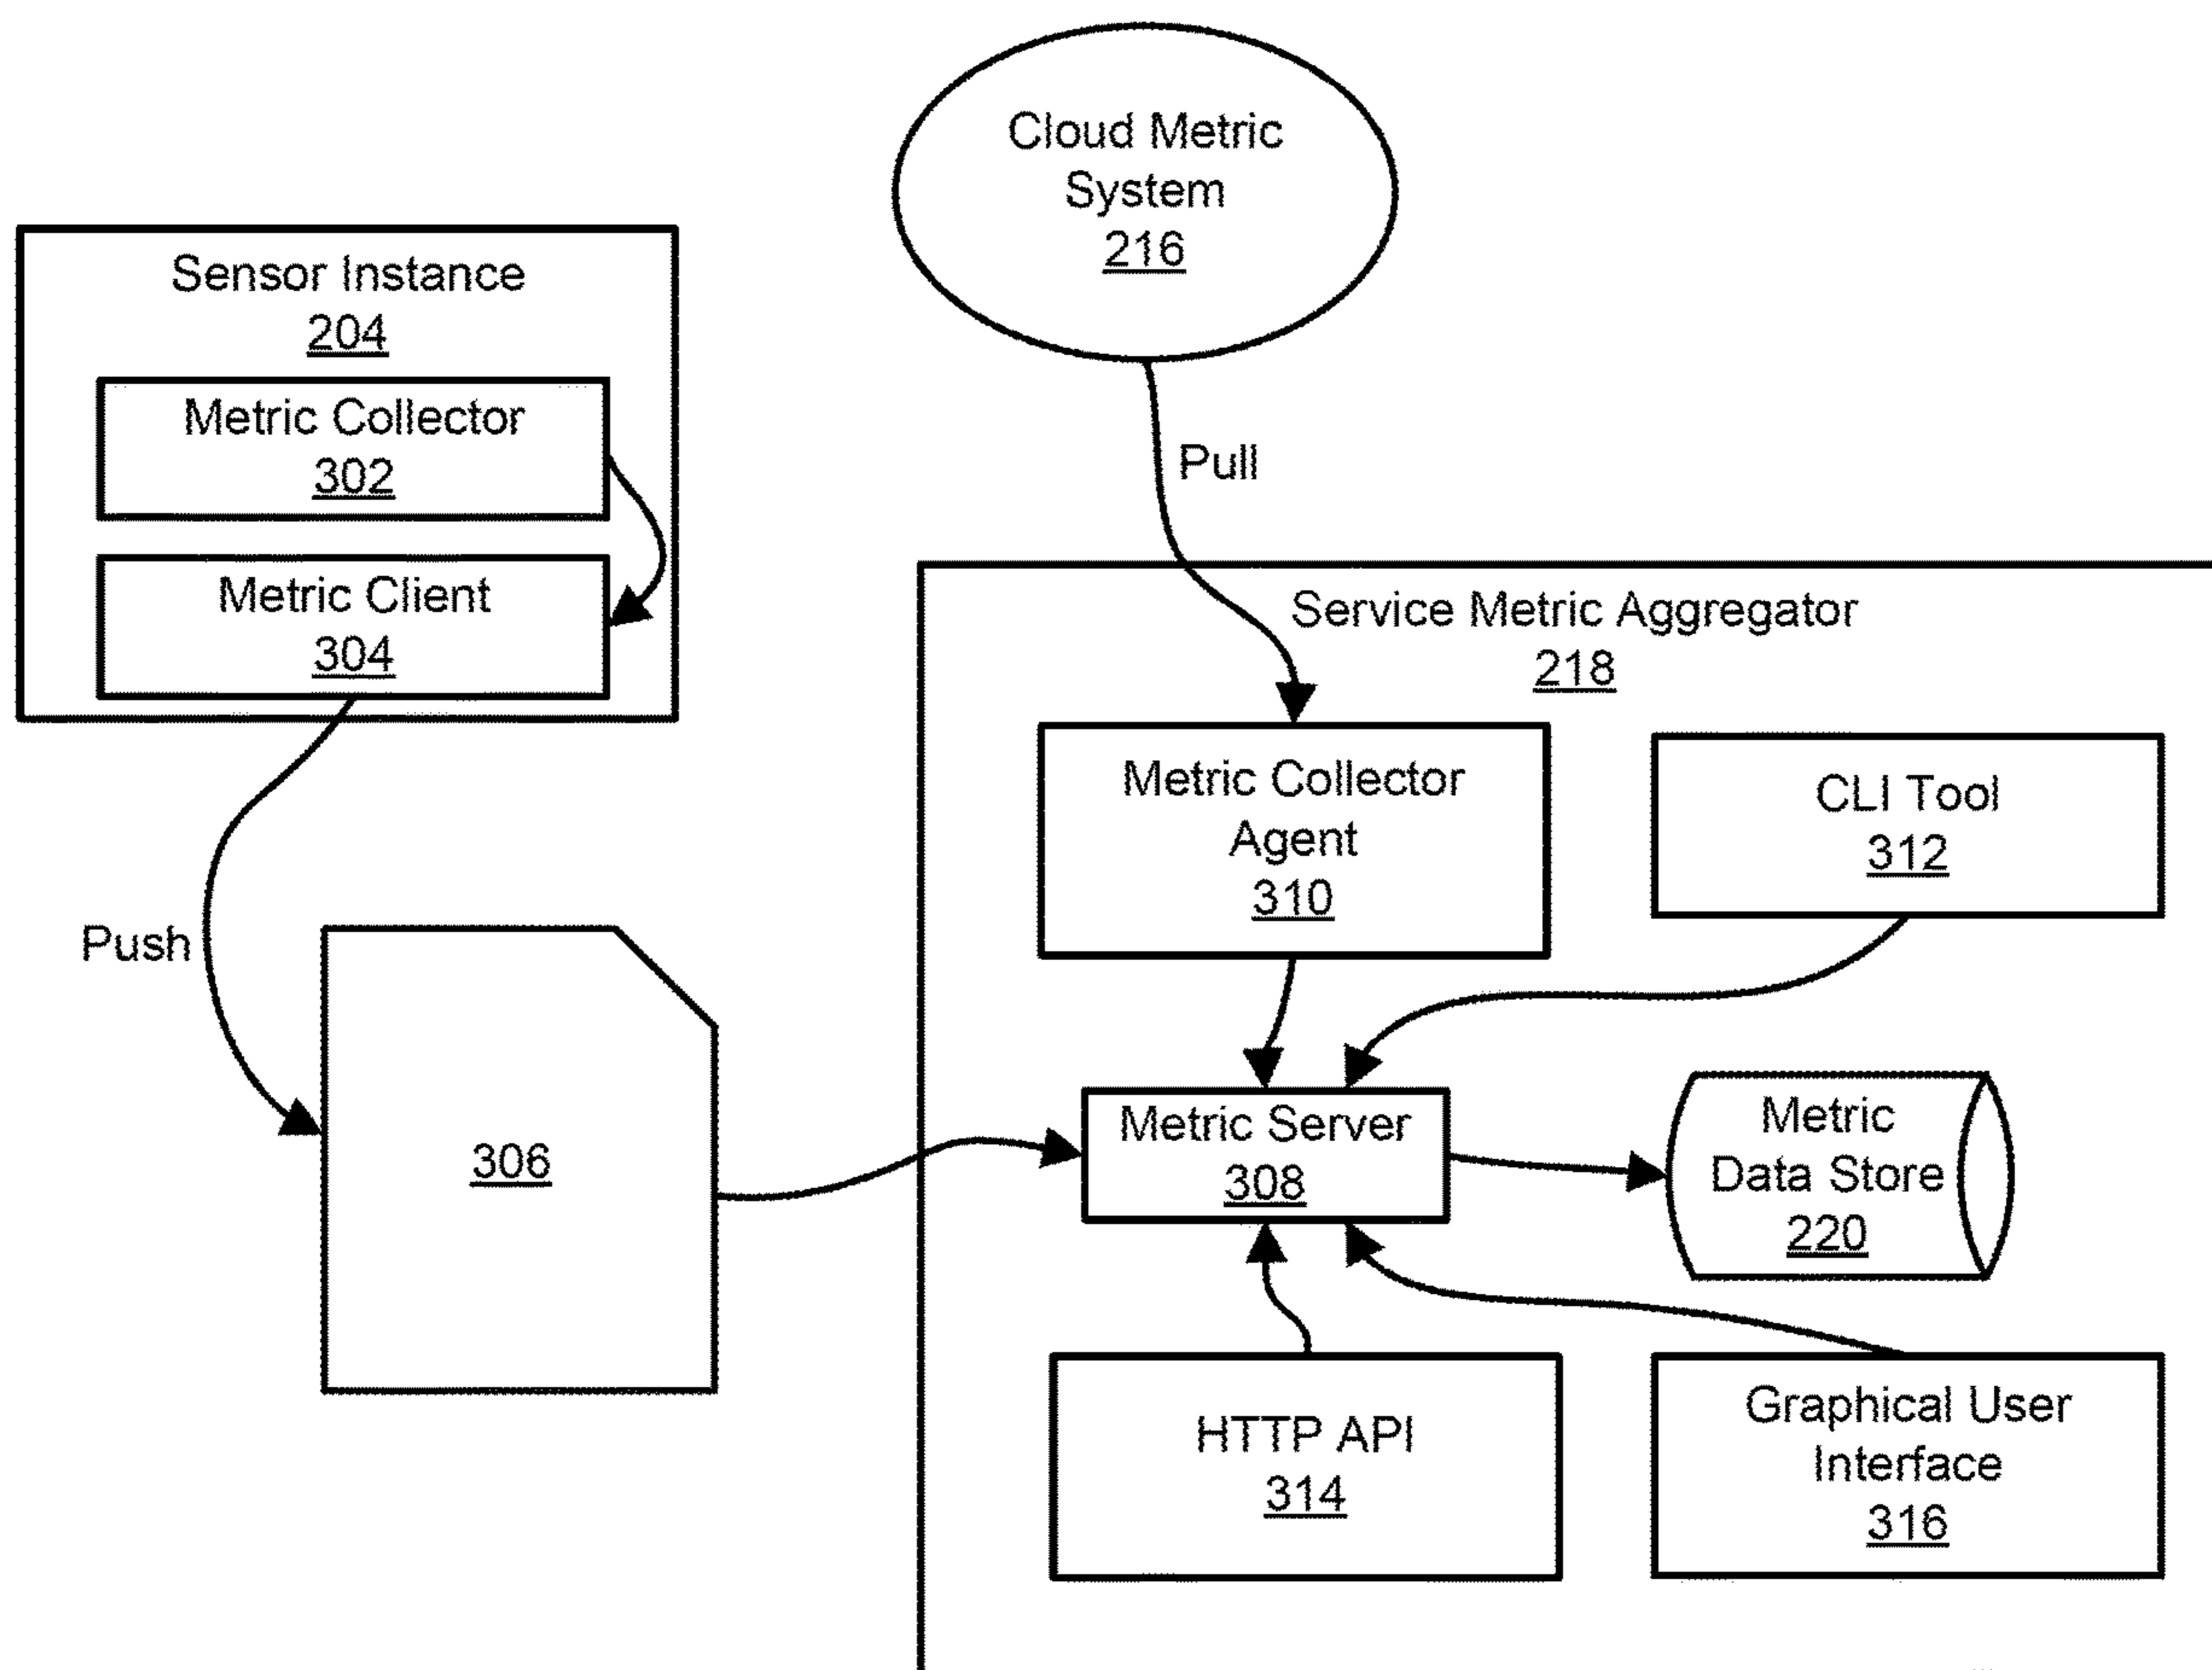 Cloud Metric
System
216
Sensor Instance
204
Metric Collector
302
Metric Client
304
Pull
Push
306
Service Metric Aggregator
218
Metric Collector
Agent
310
CLI Tool
312
Metric Server
308
Metric
Data Store
220
HTTP API
314
Graphical User
Interface
316